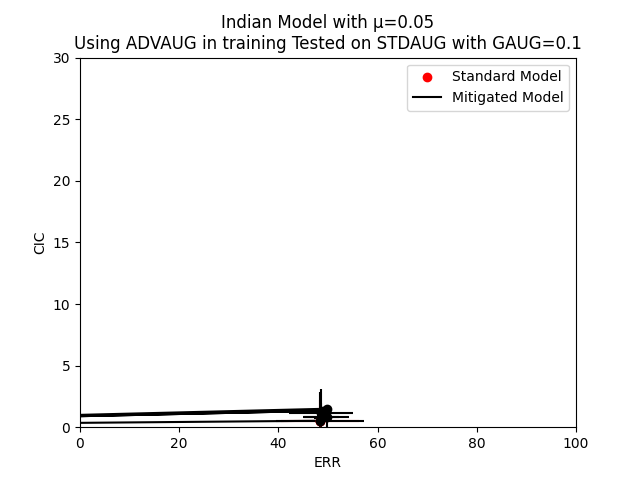 Indian Model with μ=0.05
Using ADVAUG in training Tested on STDAUG with GAUG=0.1
Standard Model
Mitigated Model
30
25
20
15
10
5
0
CIC
0 20 40 60 80 100
ERR